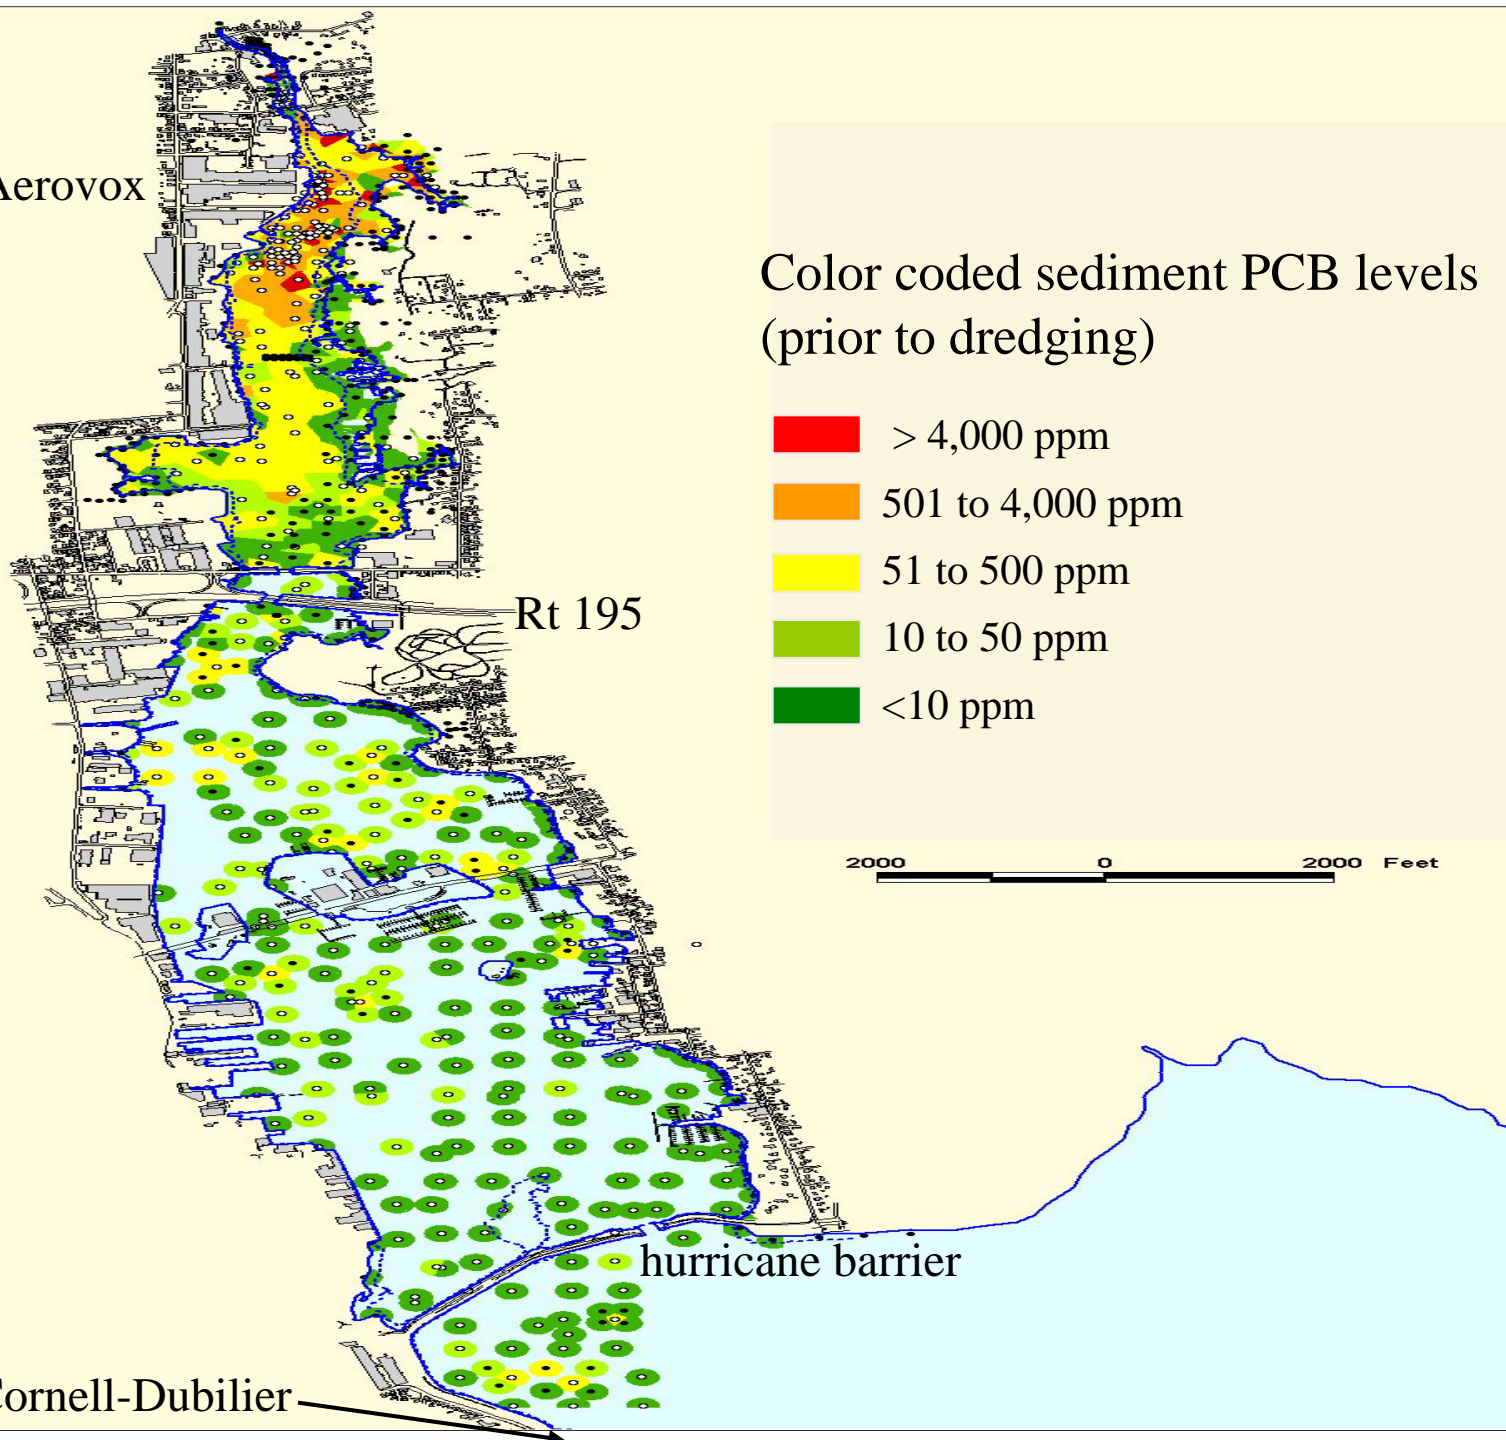 Aerovox
Color coded sediment PCB levels
(prior to dredging)
> 4,000 ppm
501 to 4,000 ppm
51 to 500 ppm
10 to 50 ppm
<10 ppm
Rt 195
2000 0 2000 Feet
hurricane barrier
Cornell-Dubilier